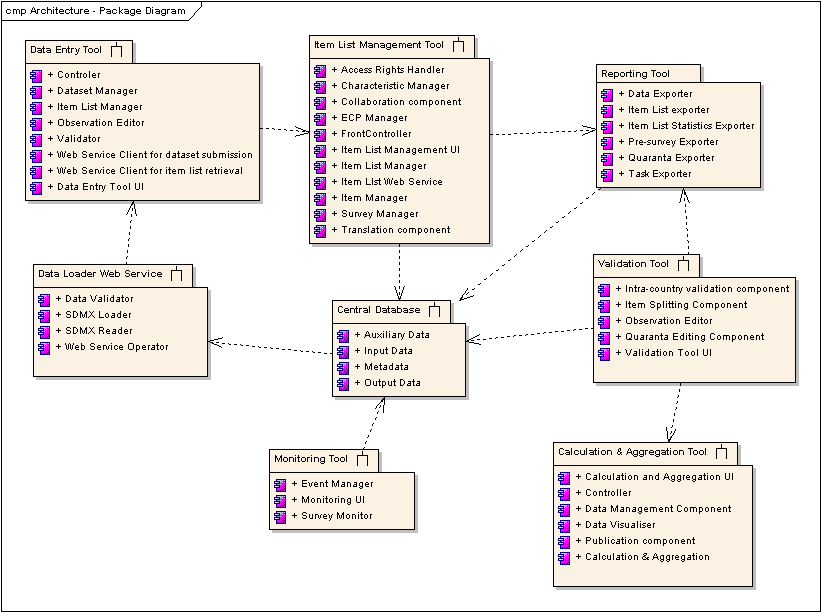 cmp Architecture - Package Diagram
Data Entry Tool
+ Controler
+ Dataset Manager
+ Item List Manager
+ Observation Editor
+ Validator
+ Web Service Client for dataset submission
+ Web Service Client for item list retrieval
+ Data Entry Tool UI
Item List Management Tool
+ Access Rights Handler
+ Characteristic Manager
+ Collaboration component
+ ECP Manager
+ FrontController
+ Item List Management UI
+ Item List Manager
+ Item LIst Web Service
+ Item Manager
+ Survey Manager
+ Translation component
Reporting Tool
+ Data Exporter
+ Item List exporter
+ Item List Statistics Exporter
+ Pre-survey Exporter
+ Quaranta Exporter
+ Task Exporter
Data Loader Web Service
+ Data Validator
+ SDMX Loader
+ SDMX Reader
+ Web Service Operator
Central Database
+ Auxiliary Data
+ Input Data
+ Metadata
+ Output Data
Validation Tool
+ Intra-country validation component
+ Item Splitting Component
+ Observation Editor
+ Quaranta Editing Component
+ Validation Tool UI
Monitoring Tool
+ Event Manager
+ Monitoring UI
+ Survey Monitor
Calculation & Aggregation Tool
+ Calculation and Aggregation UI
+ Controller
+ Data Management Component
+ Data Visualiser
+ Publication component
+ Calculation & Aggregation